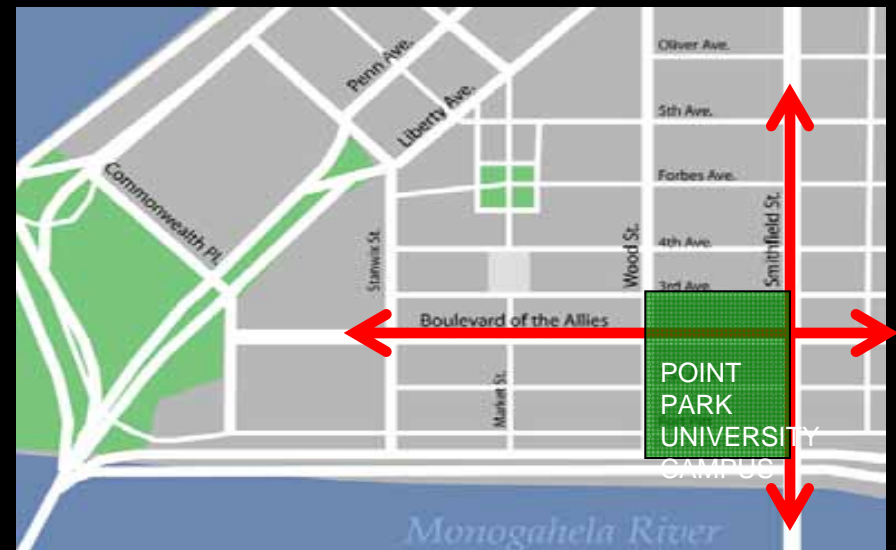 Oliver Ave.
Penn Ave.
5th Ave.
Liberty Ave.
Forbes Ave.
Commonwealth Pl.
Stanwix St.
Wood St.
4th Ave.
Smithfield St.
3rd Ave.
Boulevard of the Allies
Market St.
POINT
PARK
UNIVERSITY
CAMPUS
Monogahela River